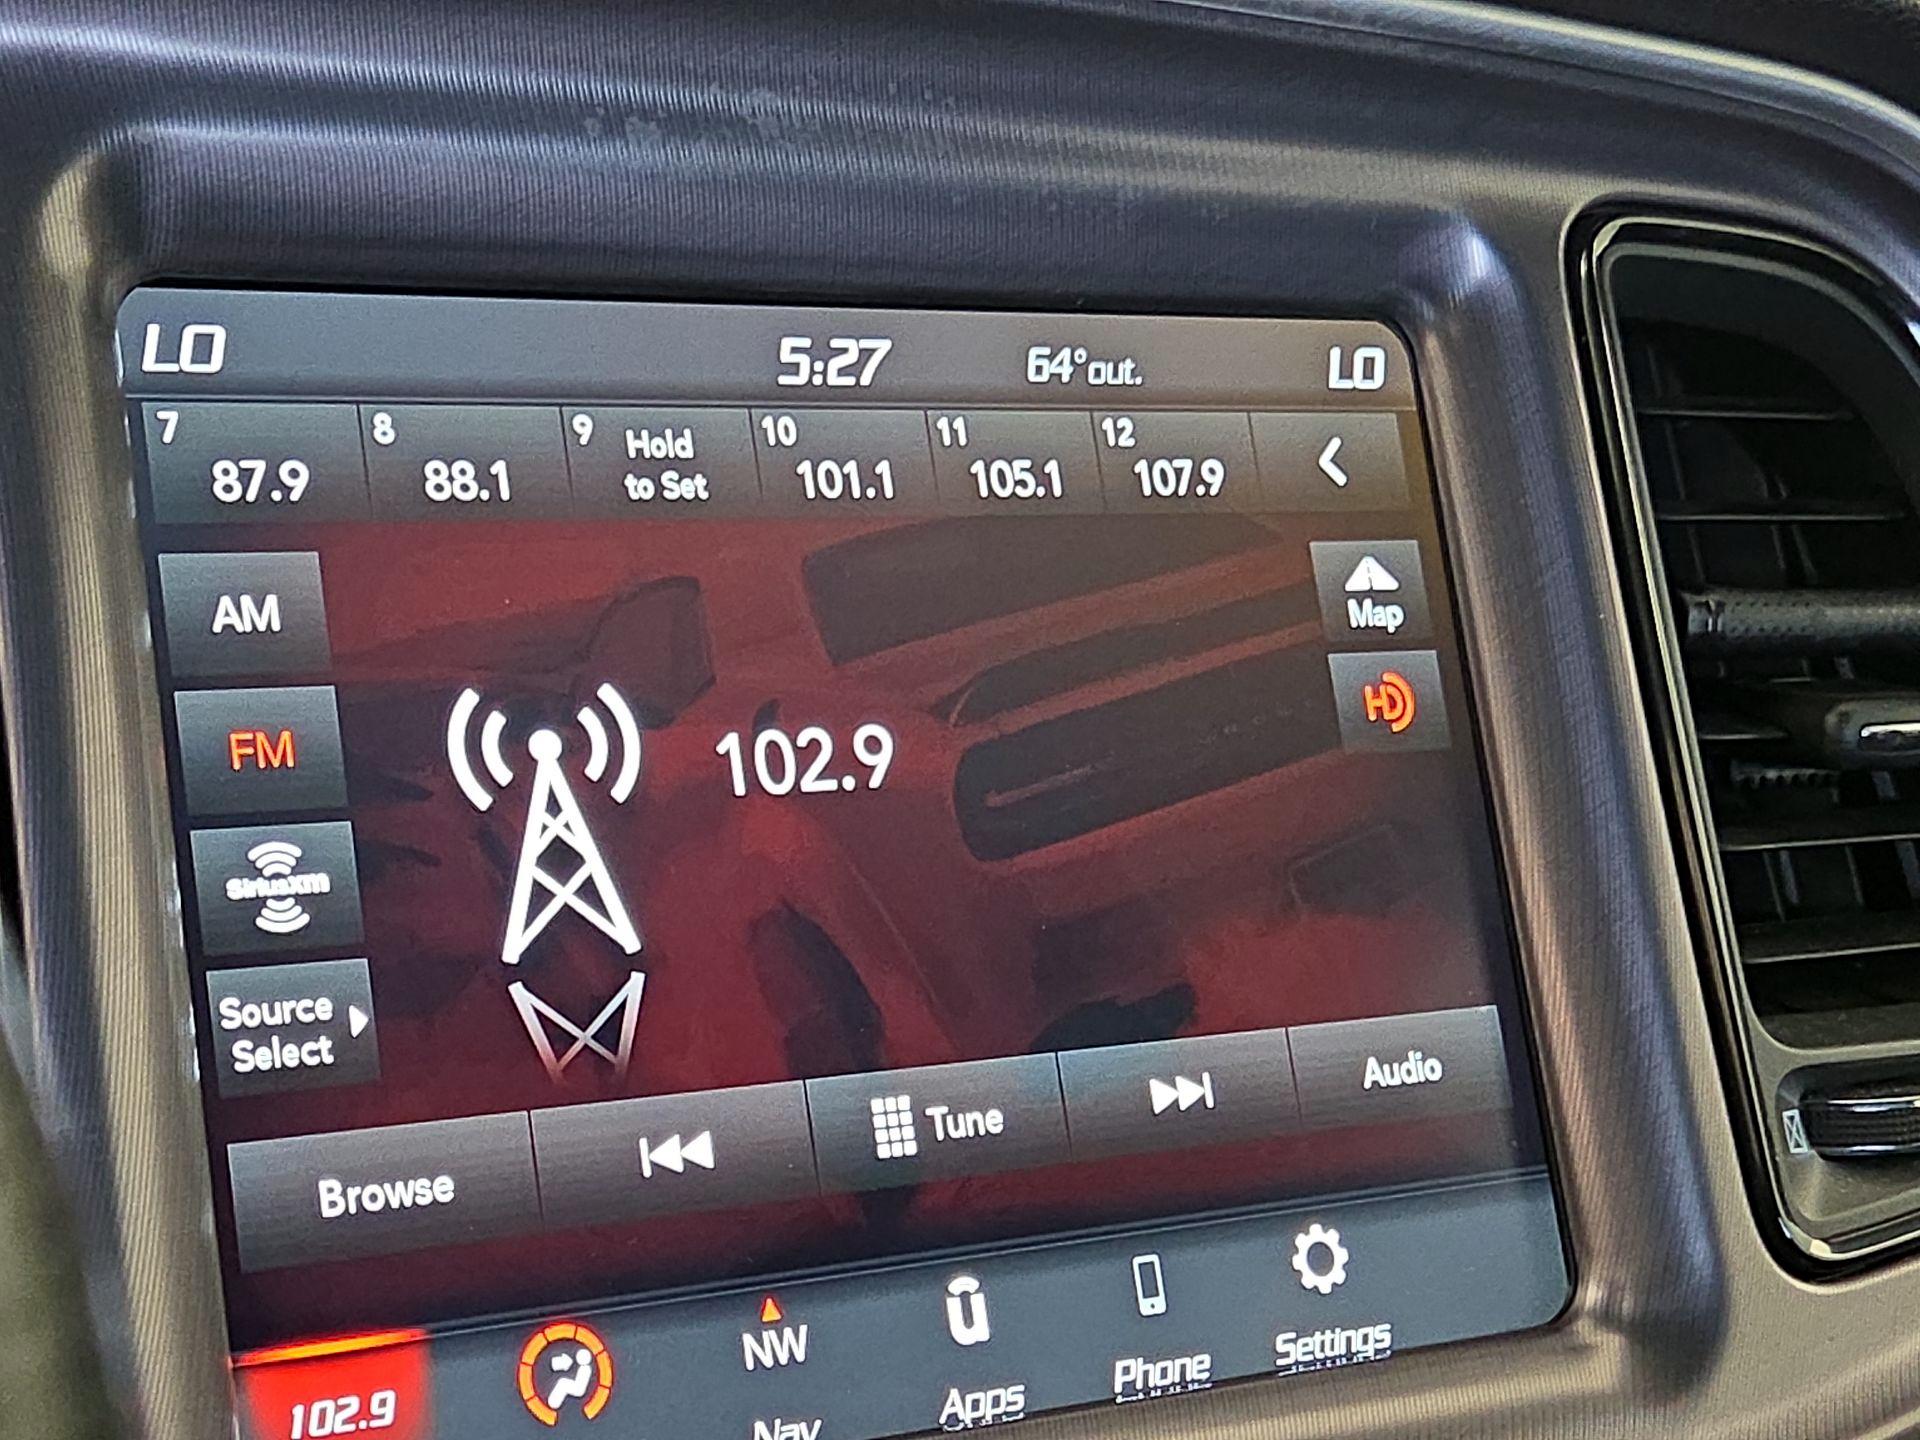 LO 5:27 64°out. LO
7 8 9 Hold 10 11 12
87.9 88.1 to Set 101.1 105.1 107.9
AM
Map
FM
HD
102.9
SiriusXM
Source
Select
Browse
Tune
Audio
102.9
NW
Nav
u
Apps
Phone
Settings